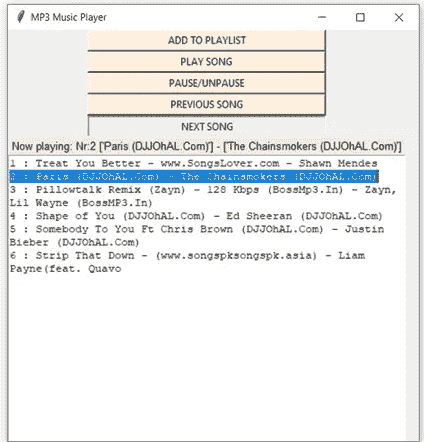 MP3 Music Player
ADD TO PLAYLIST
PLAY SONG
PAUSE/UNPAUSE
PREVIOUS SONG
NEXT SONG
Now playing: Nr:2 ['Paris (DJJOhAL.Com)'] - ['The Chainsmokers (DJJOhAL.Com)']
1 : Treat You Better - www.SongsLover.com - Shawn Mendes
2 : Paris (DJJOhAL.Com) - The Chainsmokers (DJJOhAL.Com)
3 : Pillowtalk Remix (Zayn) - 128 Kbps (BossMp3.In) - Zayn,
Lil Wayne (BossMP3.In)
4 : Shape of You (DJJOhAL.Com) - Ed Sheeran (DJJOhAL.Com)
5 : Somebody To You Ft Chris Brown (DJJOhAL.Com) - Justin
Bieber (DJJOhAL.Com)
6 : Strip That Down - (www.songspksongspk.asia) - Liam
Payne(feat. Quavo